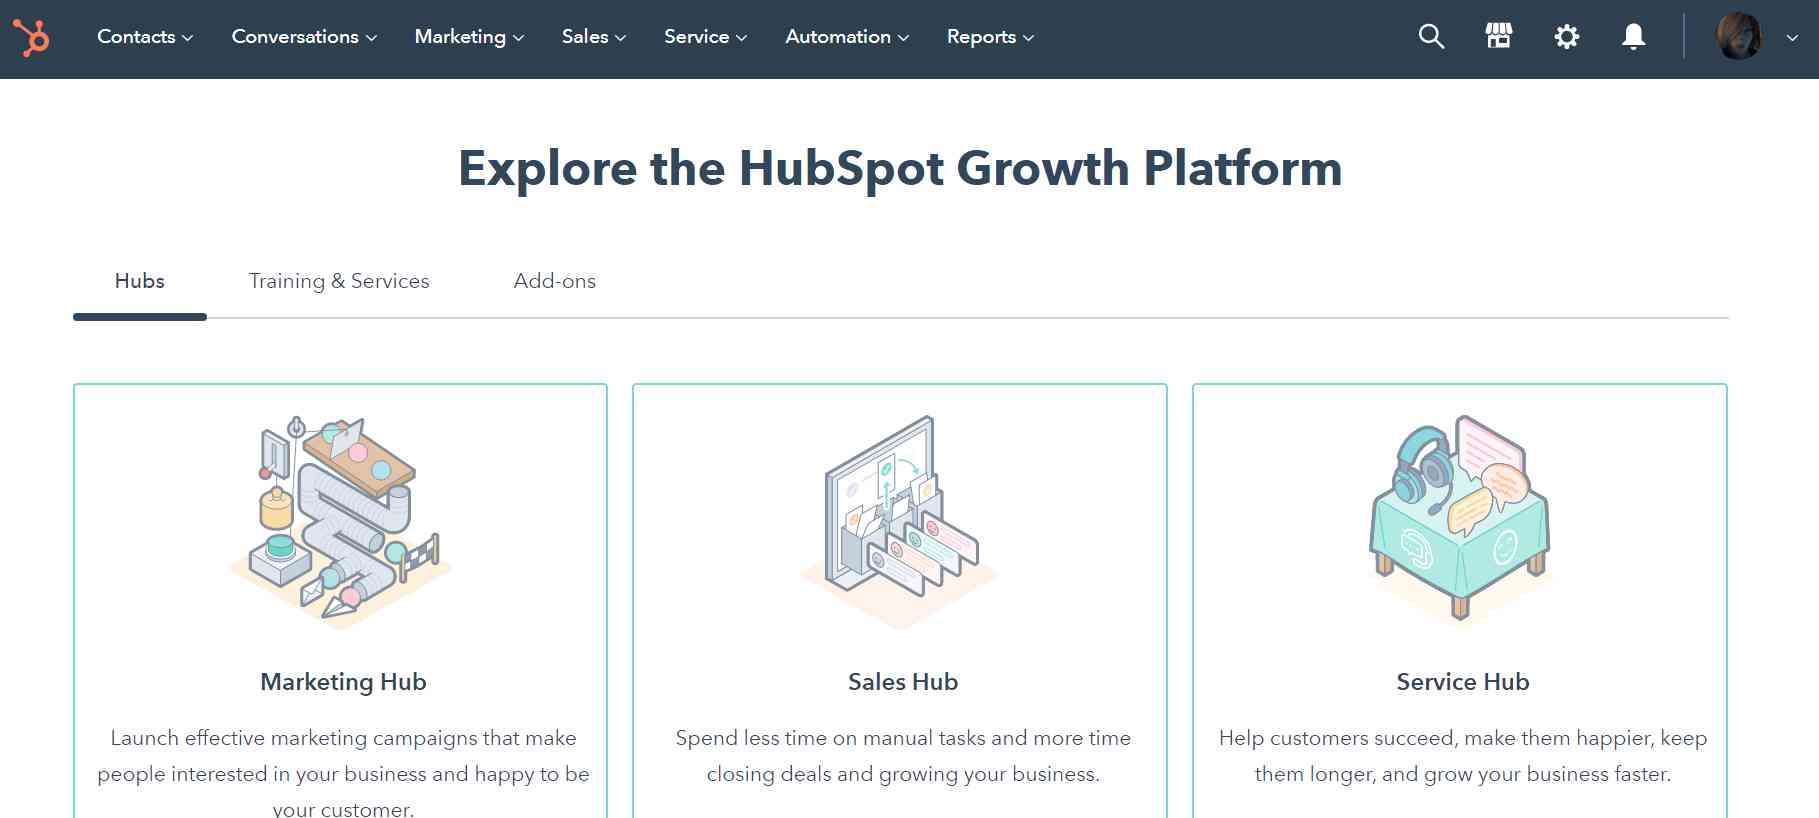 Contacts Conversations Marketing Sales Service Automation Reports
Explore the HubSpot Growth Platform
Hubs Training & Services Add-ons
Marketing Hub
Launch effective marketing campaigns that make
people interested in your business and happy to be
your customer.
Sales Hub
Spend less time on manual tasks and more time
closing deals and growing your business.
Service Hub
Help customers succeed, make them happier, keep
them longer, and grow your business faster.